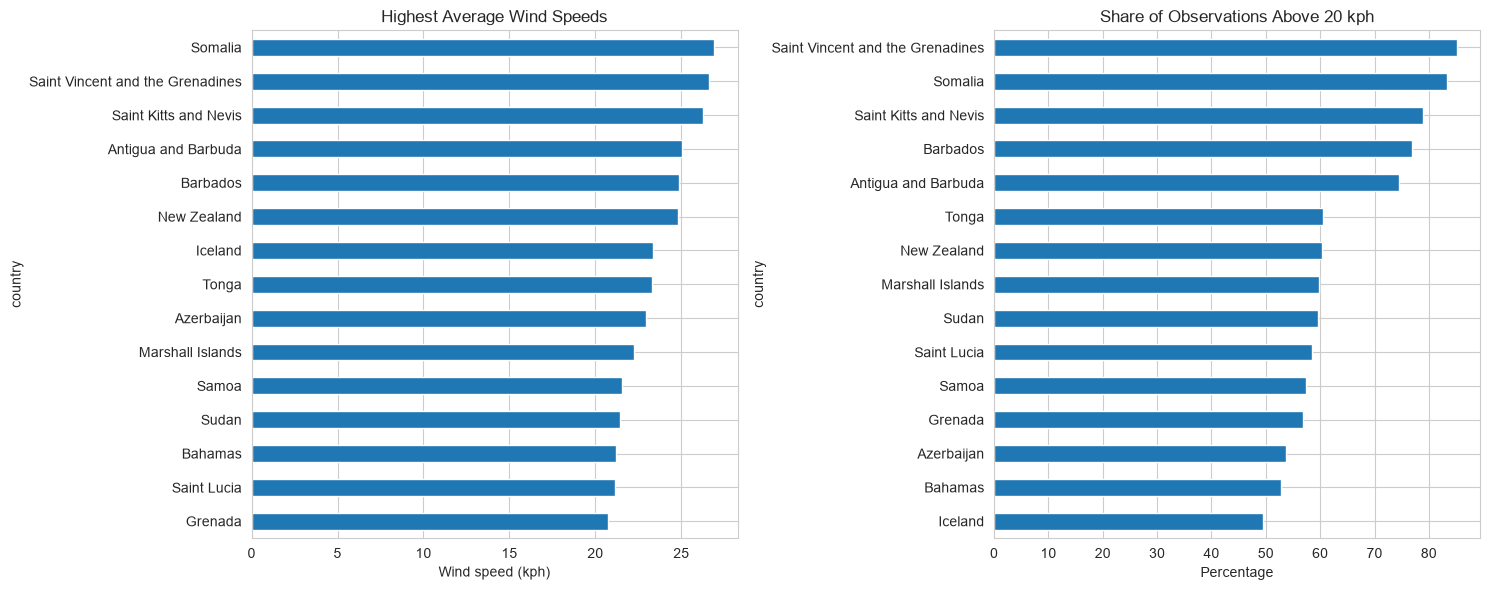 Highest Average Wind Speeds
country
Somalia
Saint Vincent and the Grenadines
Saint Kitts and Nevis
Antigua and Barbuda
Barbados
New Zealand
Iceland
Tonga
Azerbaijan
Marshall Islands
Samoa
Sudan
Bahamas
Saint Lucia
Grenada
0 5 10 15 20 25
Wind speed (kph)
Share of Observations Above 20 kph
country
Saint Vincent and the Grenadines
Somalia
Saint Kitts and Nevis
Barbados
Antigua and Barbuda
Tonga
New Zealand
Marshall Islands
Sudan
Saint Lucia
Samoa
Grenada
Azerbaijan
Bahamas
Iceland
0 10 20 30 40 50 60 70 80
Percentage